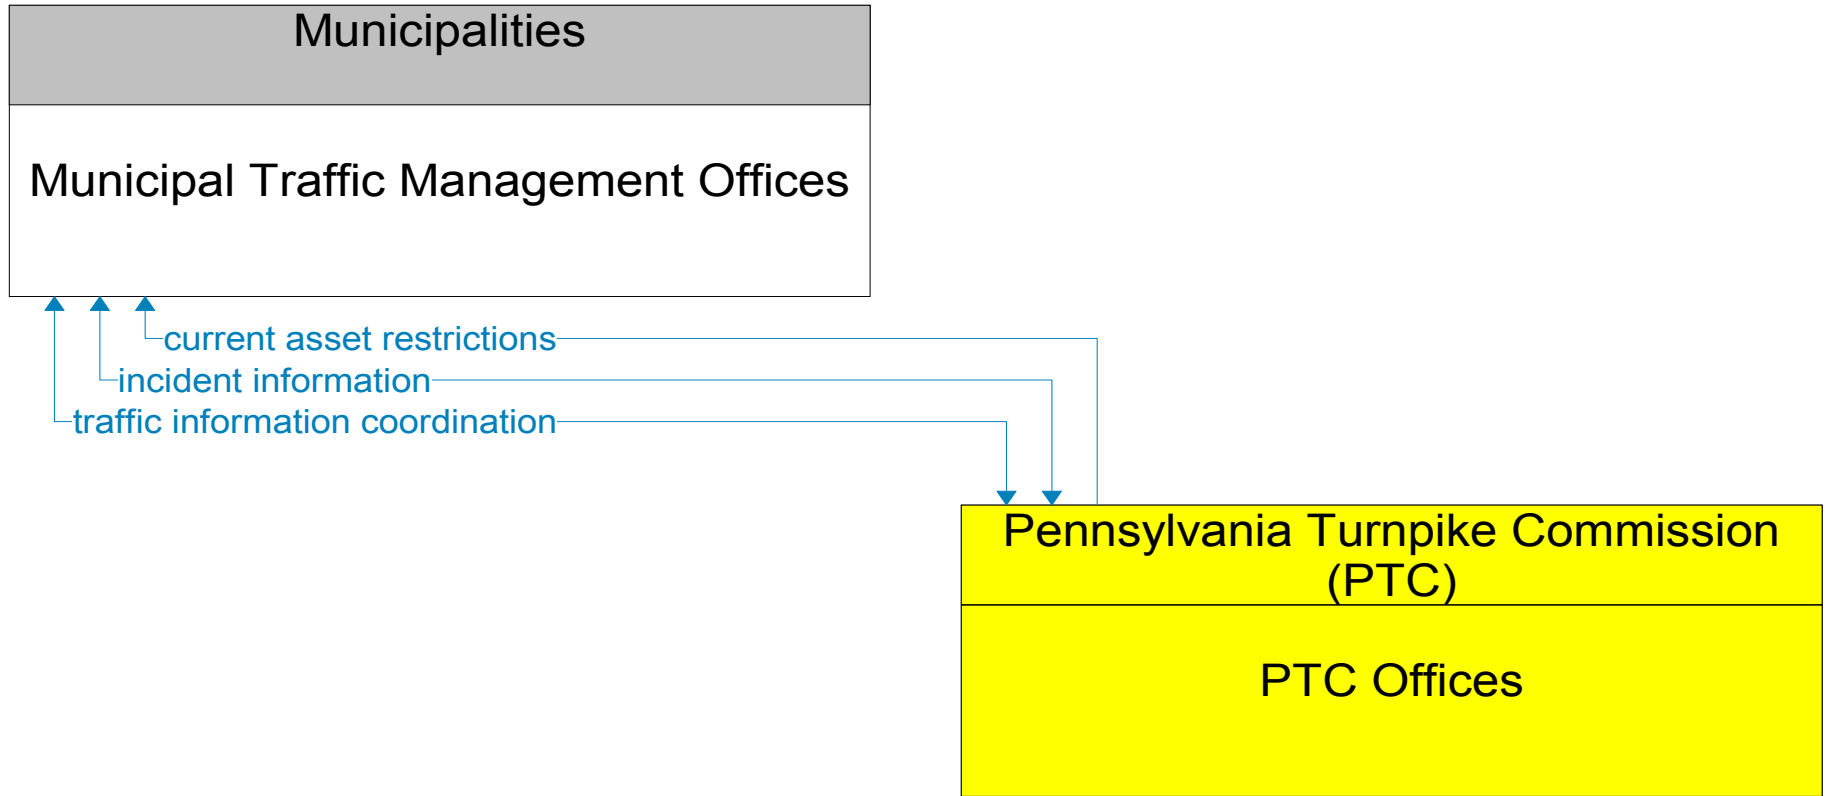 Municipalities
Municipal Traffic Management Offices
current asset restrictions
incident information
traffic information coordination
Pennsylvania Turnpike Commission
(PTC)
PTC Offices